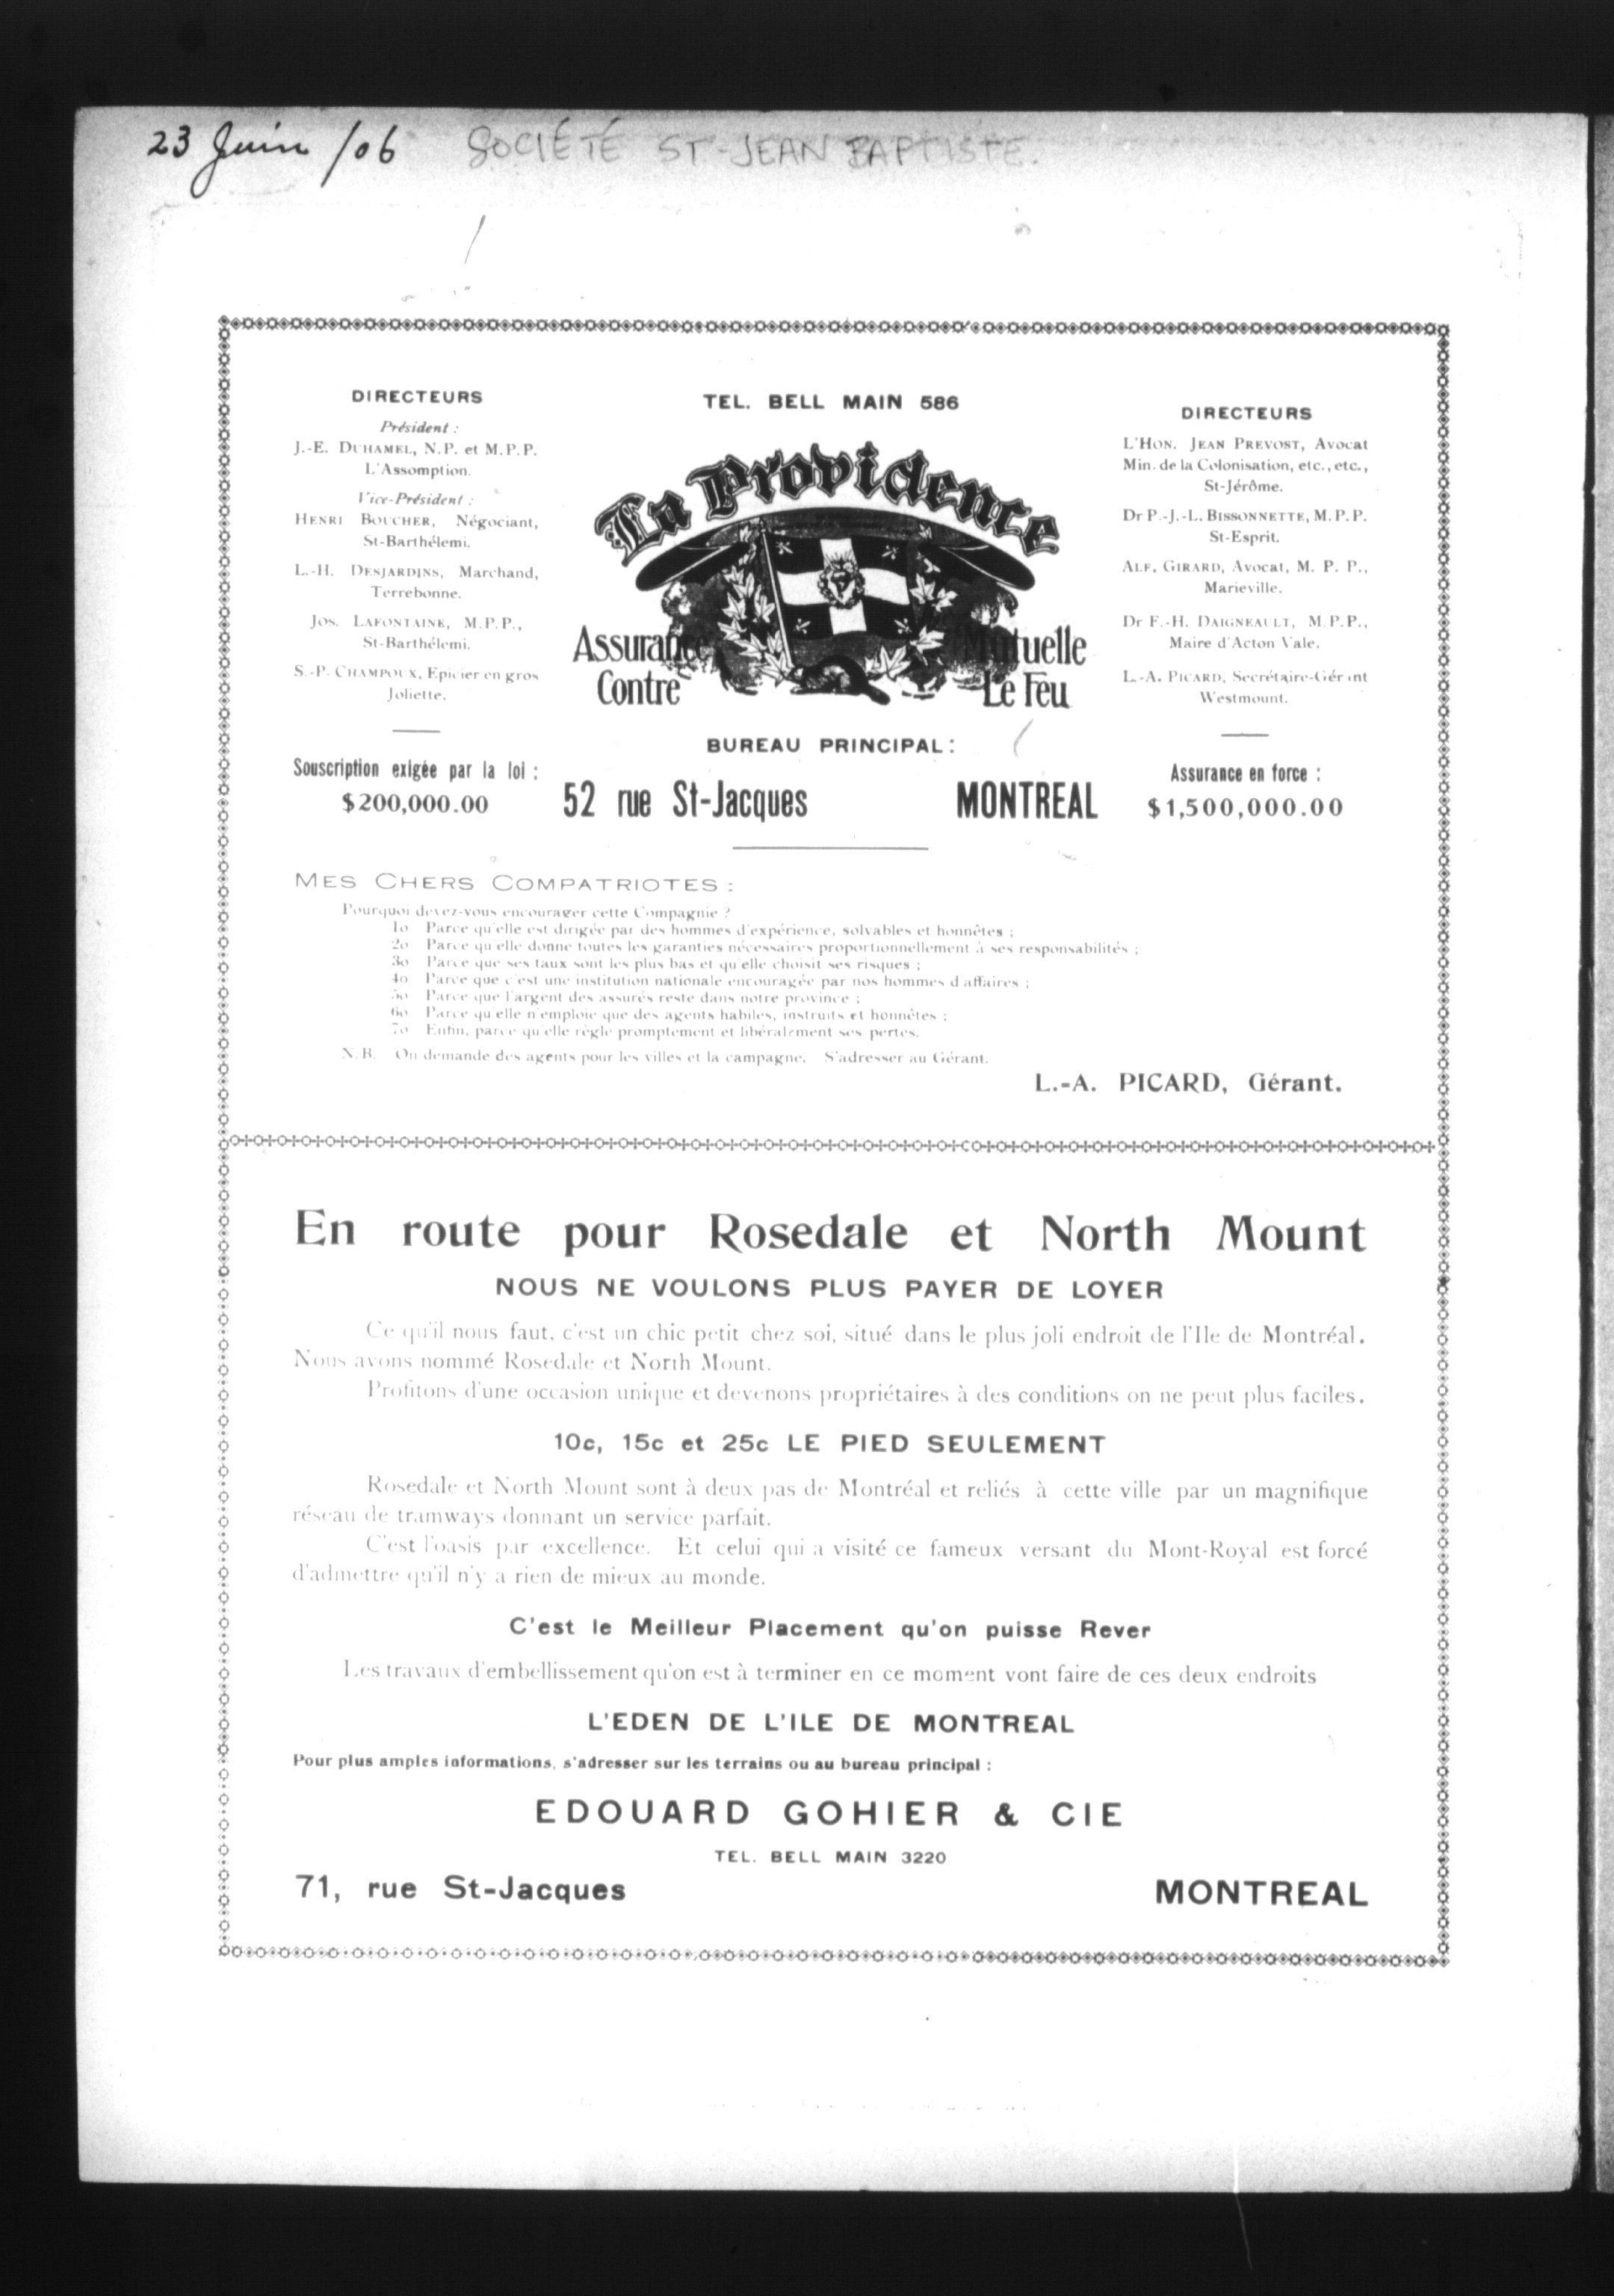 23 Juin /06 SOCIÉTÉ ST-JEAN BAPTISTE.
DIRECTEURS
Président :
J.-E. DUHAMEL, N.P. et M.P.P.
L'Assomption.
Vice-Président :
HENRI BOUCHER, Négociant,
St-Barthélemi.
L.-H. DESJARDINS, Marchand,
Terrebonne.
JOS. LAFONTAINE, M.P.P.,
St-Barthélemi.
S.-P. CHAMPOUX, Epicier en gros
Joliette.
Souscription exigée par la loi :
$200,000.00
TEL. BELL MAIN 586
La Providence
Assurance Mutuelle
Contre Le Feu
BUREAU PRINCIPAL:
52 rue St-Jacques MONTREAL
DIRECTEURS
L'HON. JEAN PREVOST, Avocat
Min. de la Colonisation, etc., etc.,
St-Jérôme.
Dr P.-J.-L. BISSONNETTE, M.P.P.
St-Esprit.
ALF. GIRARD, Avocat, M. P. P.,
Marieville.
Dr F.-H. DAIGNEAULT, M.P.P.,
Maire d'Acton Vale.
L.-A. PICARD, Secrétaire-Gérant
Westmount.
Assurance en force :
$1,500,000.00
MES CHERS COMPATRIOTES :
Pourquoi devez-vous encourager cette Compagnie ?
1o Parce qu'elle est dirigée par des hommes d'expérience, solvables et honnêtes ;
2o Parce qu'elle donne toutes les garanties nécessaires proportionnellement à ses responsabilités ;
3o Parce que ses taux sont les plus bas et qu'elle choisit ses risques ;
4o Parce que c'est une institution nationale encouragée par nos hommes d'affaires ;
5o Parce que l'argent des assurés reste dans notre province ;
6o Parce qu'elle n'emploie que des agents habiles, instruits et honnêtes ;
7o Enfin, parce qu'elle règle promptement et libéralement ses pertes.
N.B. On demande des agents pour les villes et la campagne. S'adresser au Gérant.
L.-A. PICARD, Gérant.
En route pour Rosedale et North Mount
NOUS NE VOULONS PLUS PAYER DE LOYER
Ce qu'il nous faut, c'est un chic petit chez soi, situé dans le plus joli endroit de l'Ile de Montréal.
Nous avons nommé Rosedale et North Mount.
Profitons d'une occasion unique et devenons propriétaires à des conditions on ne peut plus faciles.
10c, 15c et 25c LE PIED SEULEMENT
Rosedale et North Mount sont à deux pas de Montréal et reliés à cette ville par un magnifique
réseau de tramways donnant un service parfait.
C'est l'oasis par excellence. Et celui qui a visité ce fameux versant du Mont-Royal est forcé
d'admettre qu'il n'y a rien de mieux au monde.
C'est le Meilleur Placement qu'on puisse Rever
Les travaux d'embellissement qu'on est à terminer en ce moment vont faire de ces deux endroits
L'EDEN DE L'ILE DE MONTREAL
Pour plus amples informations, s'adresser sur les terrains ou au bureau principal :
EDOUARD GOHIER & CIE
TEL. BELL MAIN 3220
71, rue St-Jacques MONTREAL